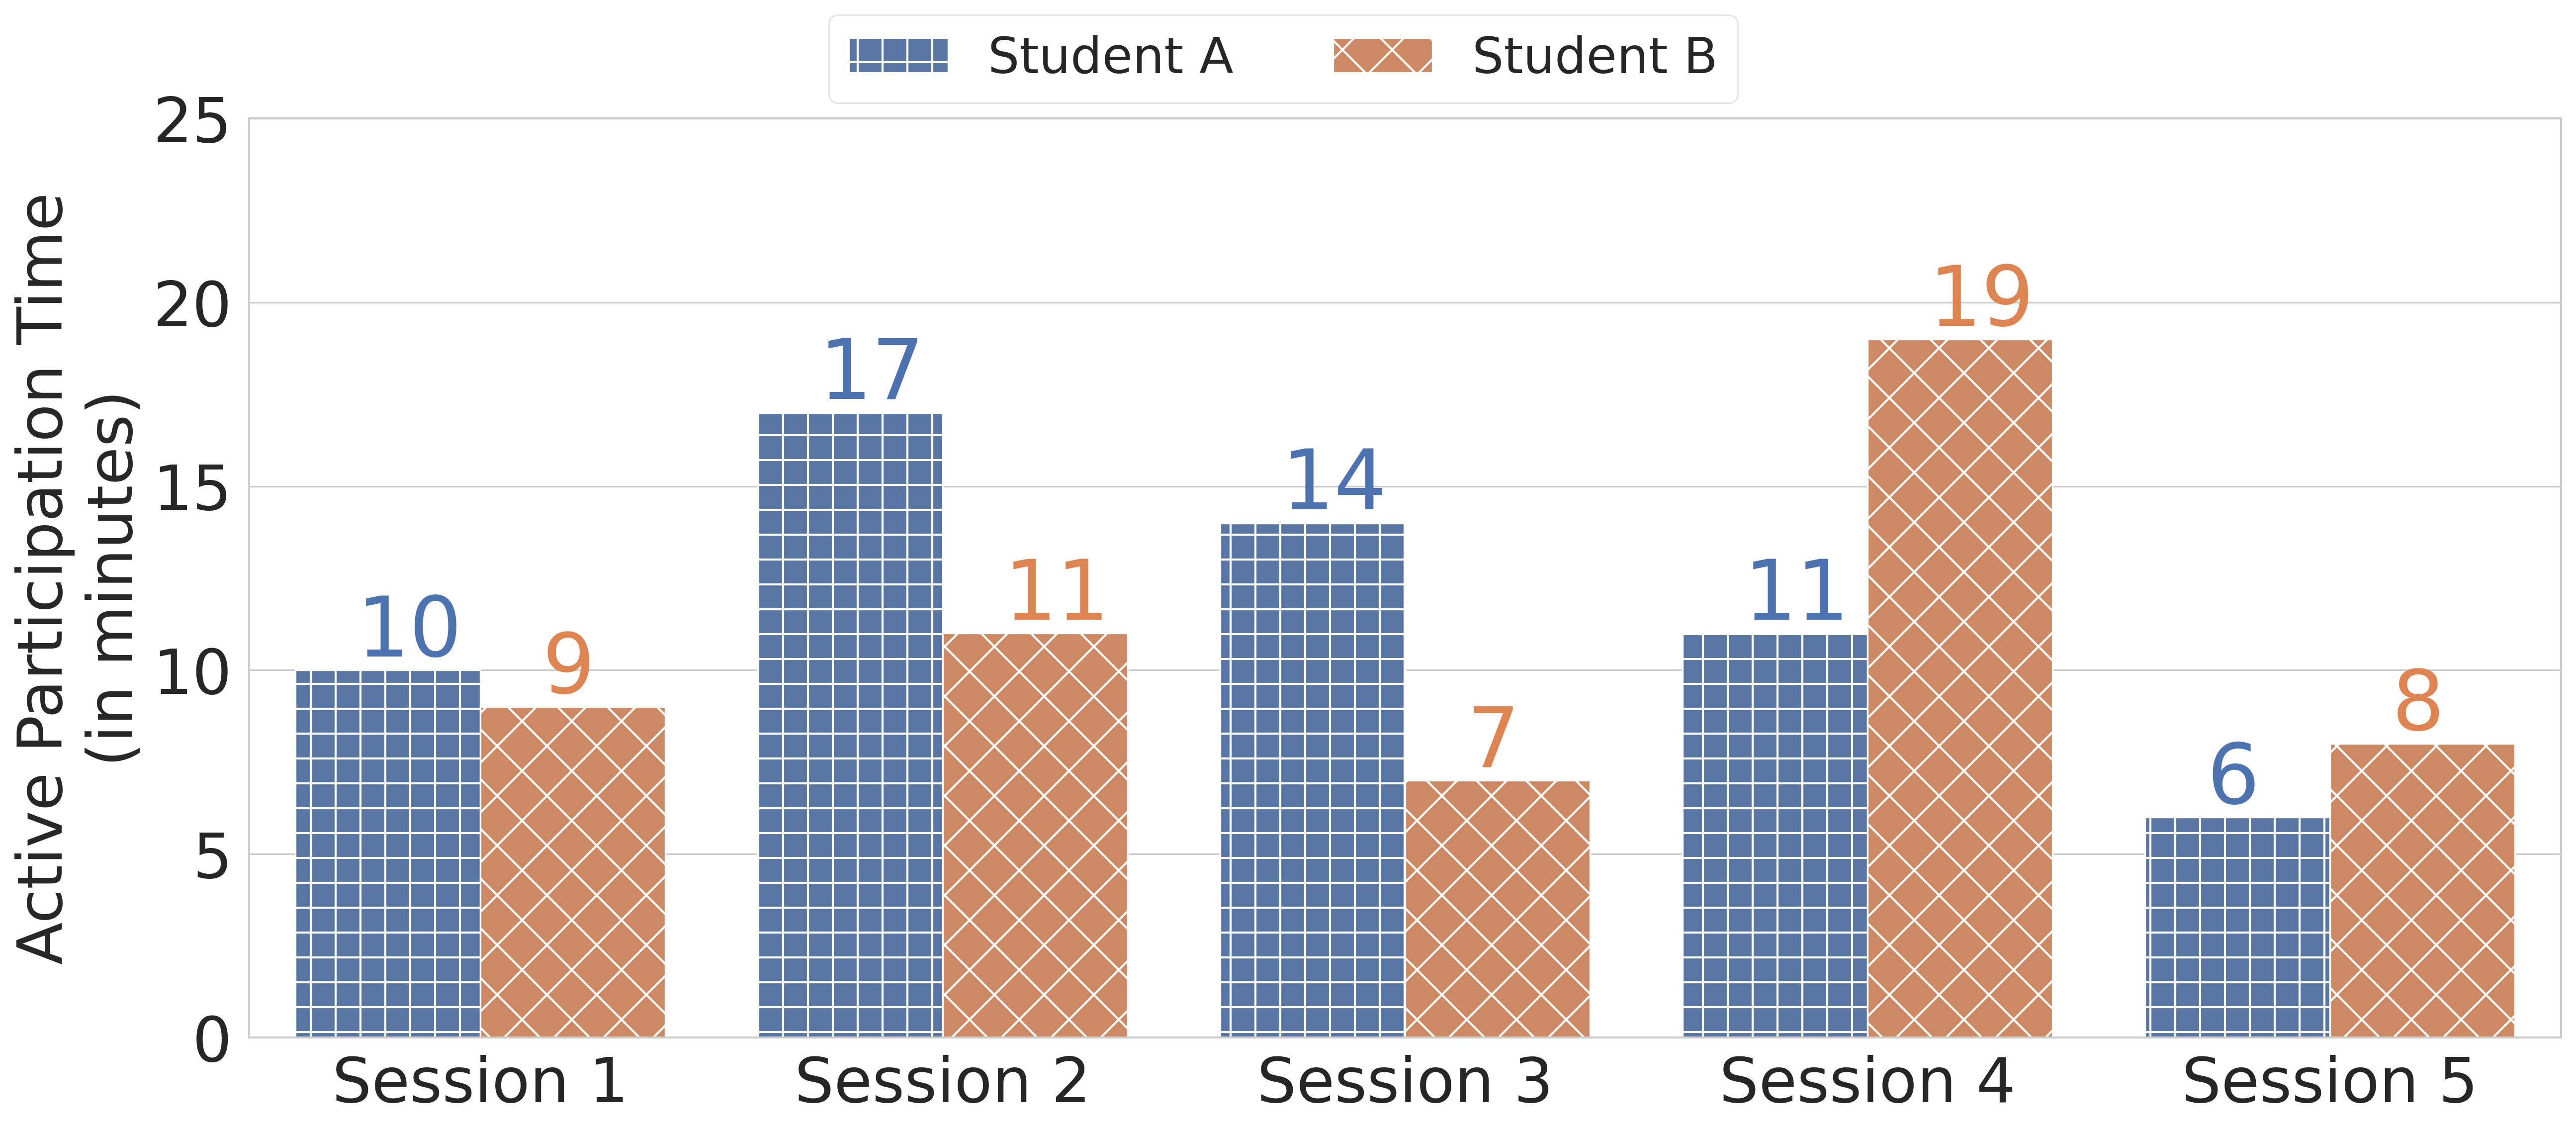 Student A
Student B
Active Participation Time
(in minutes)
25
20
15
10
5
0
10
9
17
11
14
7
11
19
6
8
Session 1
Session 2
Session 3
Session 4
Session 5